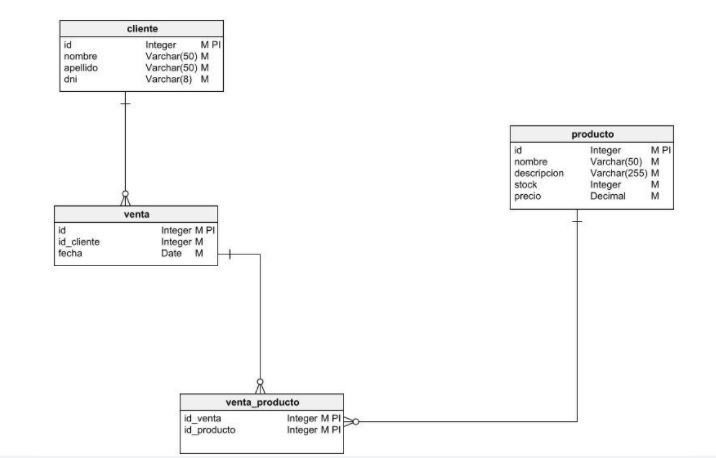 cliente
id Integer M PI
nombre Varchar(50) M
apellido Varchar(50) M
dni Varchar(8) M
producto
id Integer M PI
nombre Varchar(50) M
descripcion Varchar(255) M
stock Integer M
precio Decimal M
venta
id Integer M PI
id_cliente Integer M
fecha Date M
venta_producto
id_venta Integer M PI
id_producto Integer M PI